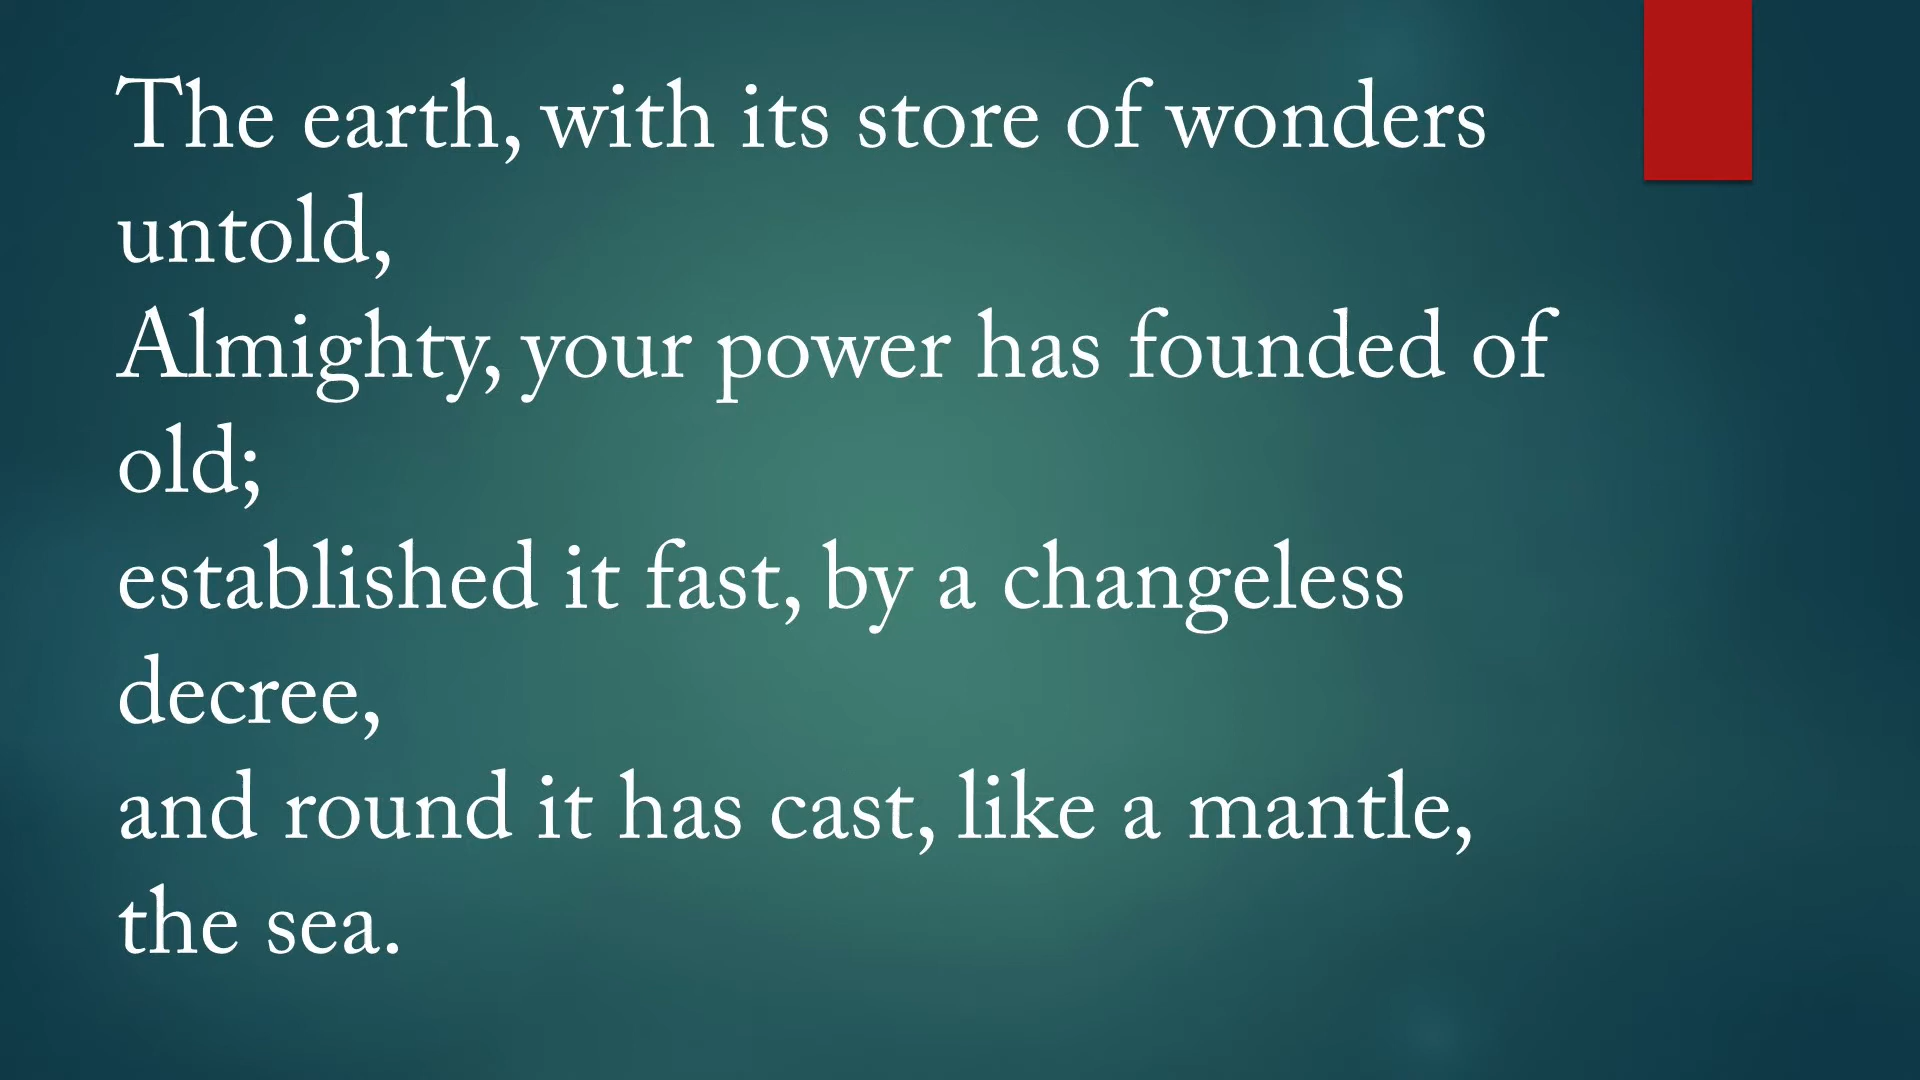 The earth, with its store of wonders
untold,
Almighty, your power has founded of
old;
established it fast, by a changeless
decree,
and round it has cast, like a mantle,
the sea.